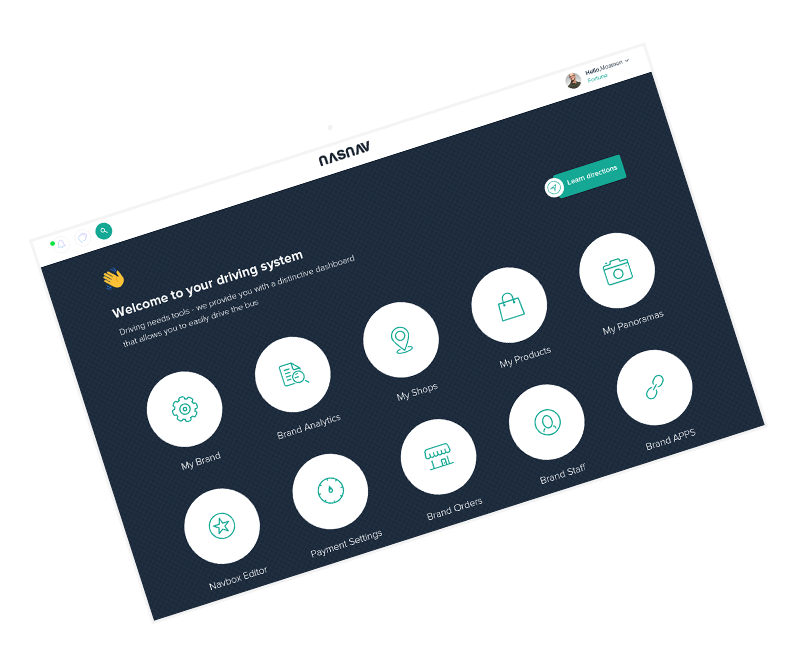 Hello, Moamen
Fortuna
NASNAV
Learn directions
Welcome to your driving system
Driving needs tools - we provide you with a distinctive dashboard
that allows you to easily drive the bus
My Brand
Brand Analytics
My Shops
My Products
My Panoramas
Navbox Editor
Payment Settings
Brand Orders
Brand Staff
Brand APPS